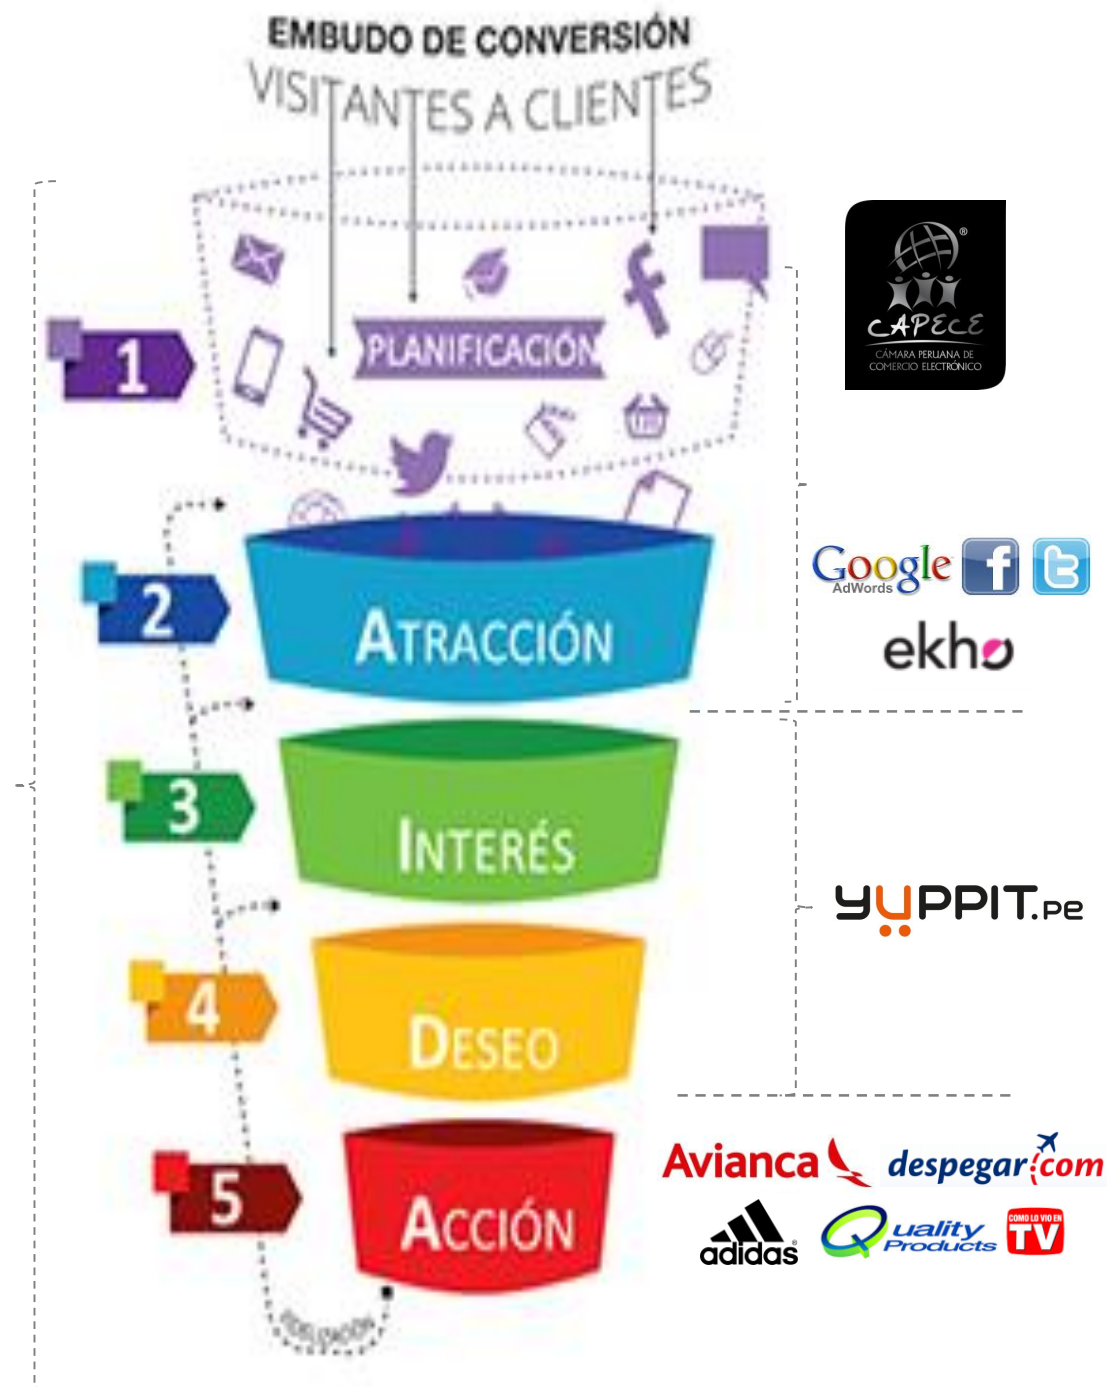 EMBUDO DE CONVERSIÓN
VISITANTES A CLIENTES
1
PLANIFICACIÓN
CAPECE ®
CÁMARA PERUANA DE
COMERCIO ELECTRÓNICO
2
ATRACCIÓN
Google
AdWords
ekho
3
INTERÉS
YUPPIT.pe
4
DESEO
5
ACCIÓN
Avianca
despegar.com
adidas
Quality
Products
COMO LO VIO EN
TV
FIDELIZACIÓN